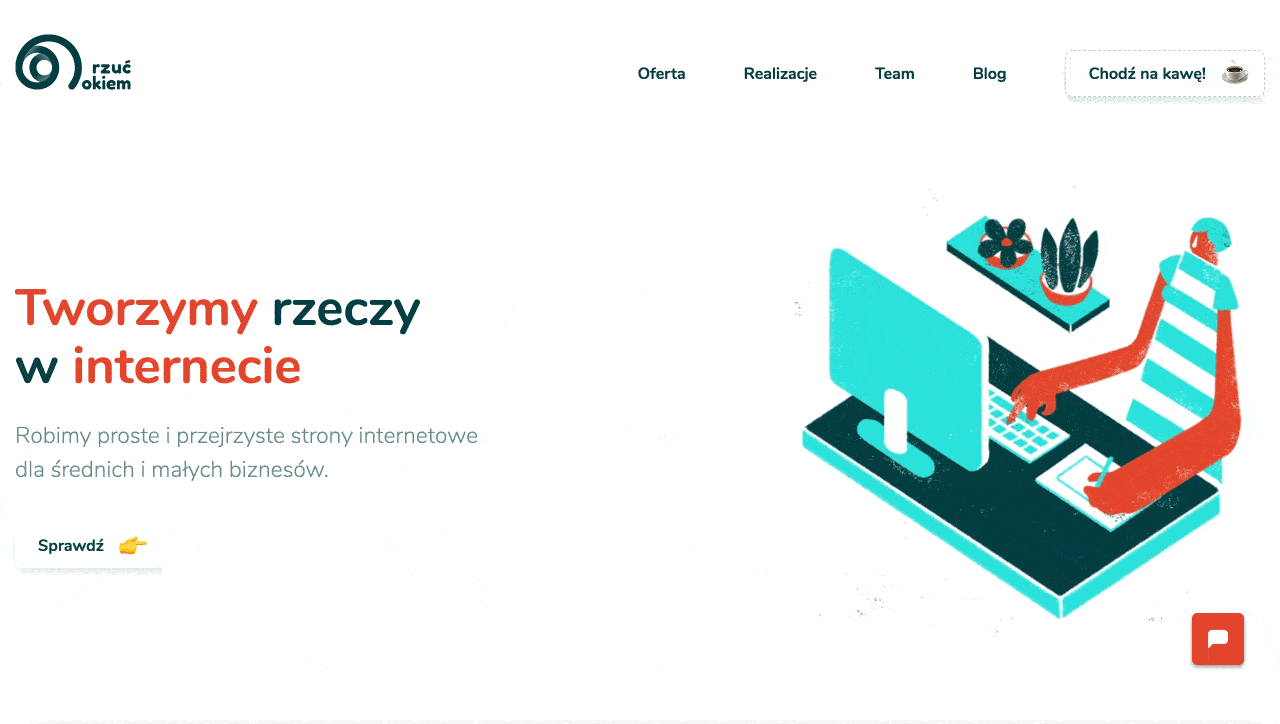 rzuć
okiem
Oferta
Realizacje
Team
Blog
Chodź na kawę!
Tworzymy rzeczy
w internecie
Robimy proste i przejrzyste strony internetowe
dla średnich i małych biznesów.
Sprawdź